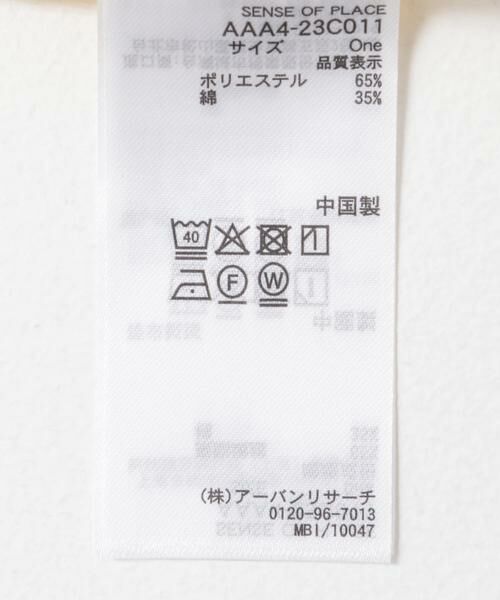 SENSE OF PLACE
AAA4-23C011
サイズ One
品質表示
ポリエステル 65%
綿 35%
中国製
40
F W
(株)アーバンリサーチ
0120-96-7013
MBI/10047